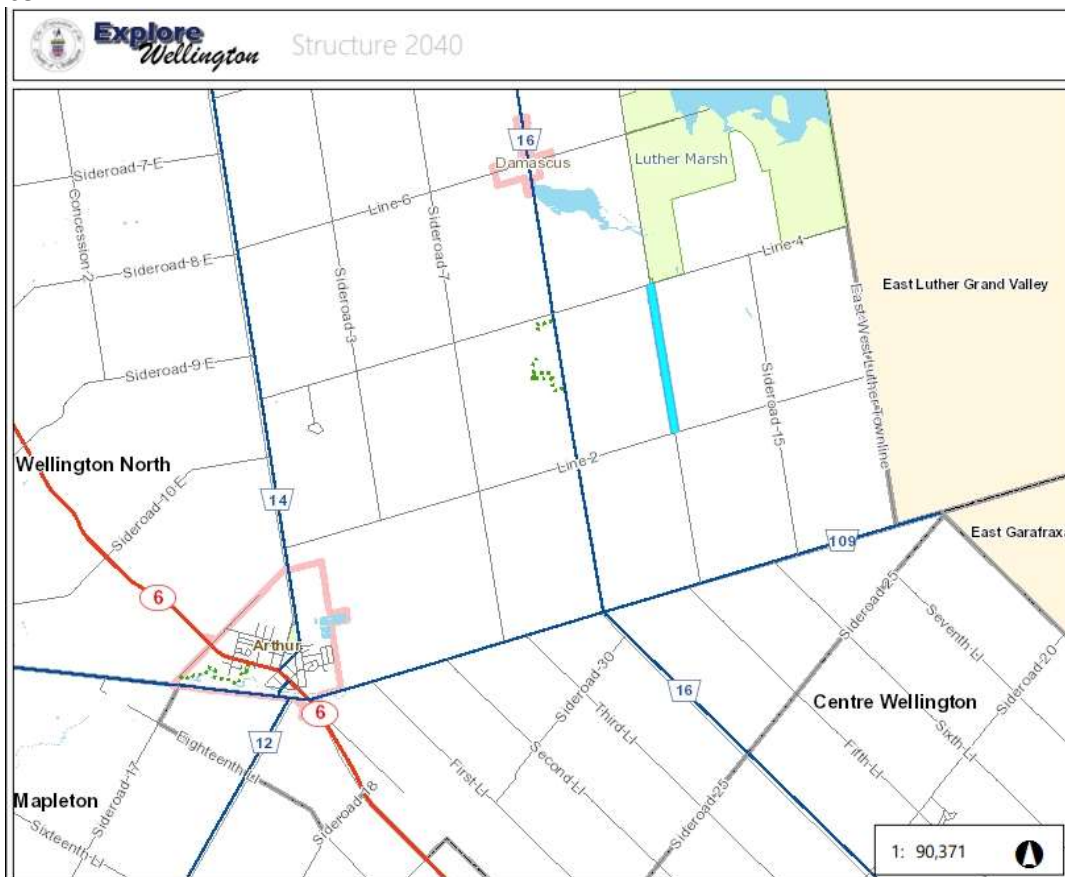 Explore
Wellington
Structure 2040
16
Damascus
Luther Marsh
Sideroad 7 E
Concession 2
Line 6
Sideroad 7
Sideroad 8 E
Sideroad 3
Line 4
East Luther Grand Valley
East-West Luther Townline
Sideroad 9 E
Sideroad 15
Wellington North
Line 2
Sideroad 10 E
14
109
East Garafraxa
6
Sideroad 25
Seventh LI
Arthur
Sideroad 30
Sideroad 20
16
Centre Wellington
6
12
Third LI
Sixth LI
Eighteenth LI
Second LI
Fifth LI
First LI
Sideroad 17
Sideroad 18
Sideroad 25
Mapleton
Sixteenth LI
1: 90,371